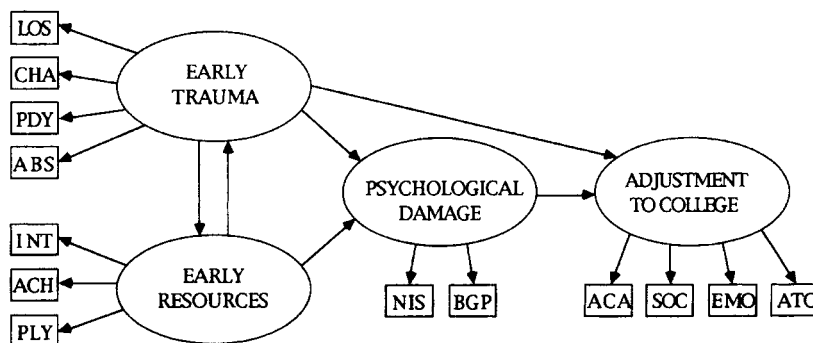 LOS
CHA
PDY
ABS
EARLY
TRAUMA
PSYCHOLOGICAL
DAMAGE
ADJUSTMENT
TO COLLEGE
INT
ACH
PLY
EARLY
RESOURCES
NIS
BGP
ACA
SOC
EMO
ATC